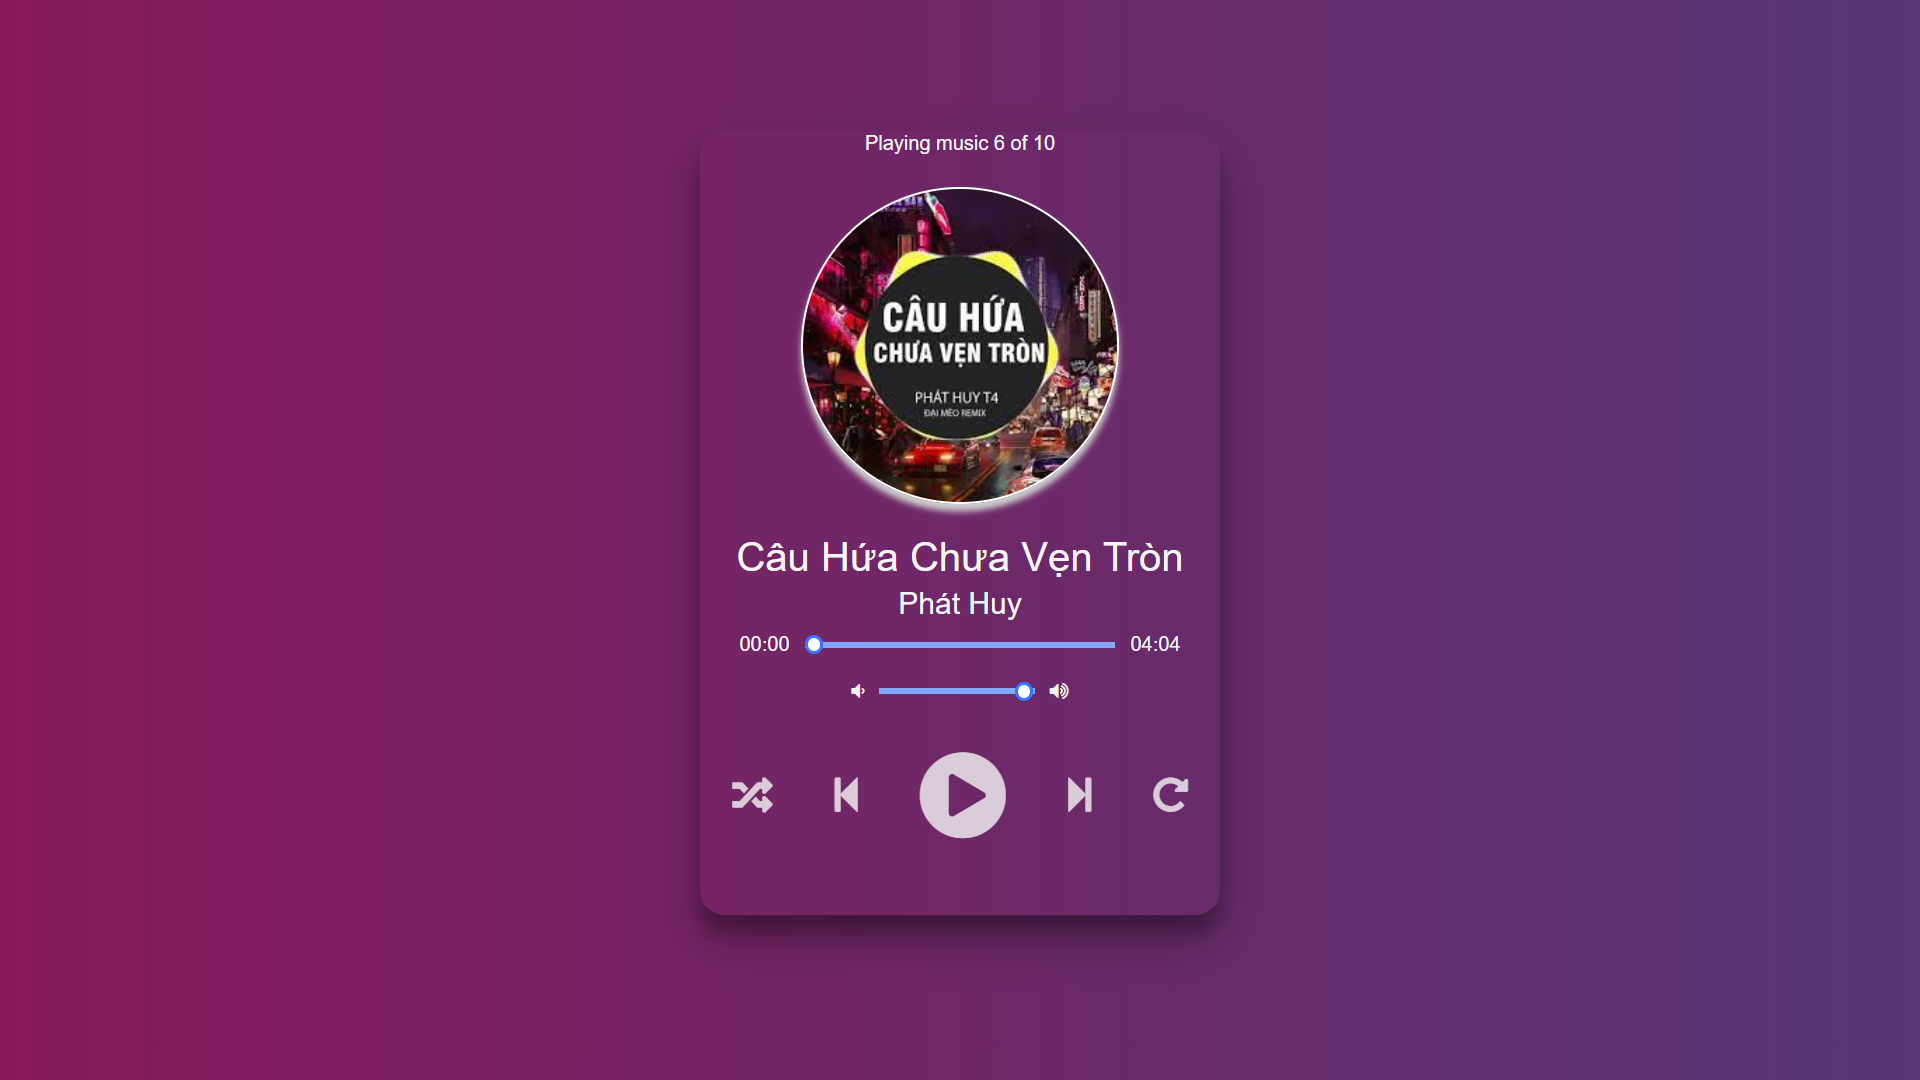 Playing music 6 of 10
CÂU HỨA
CHƯA VẸN TRÒN
PHÁT HUY T4
ĐẠI MÈO REMIX
Câu Hứa Chưa Vẹn Tròn
Phát Huy
00:00
04:04